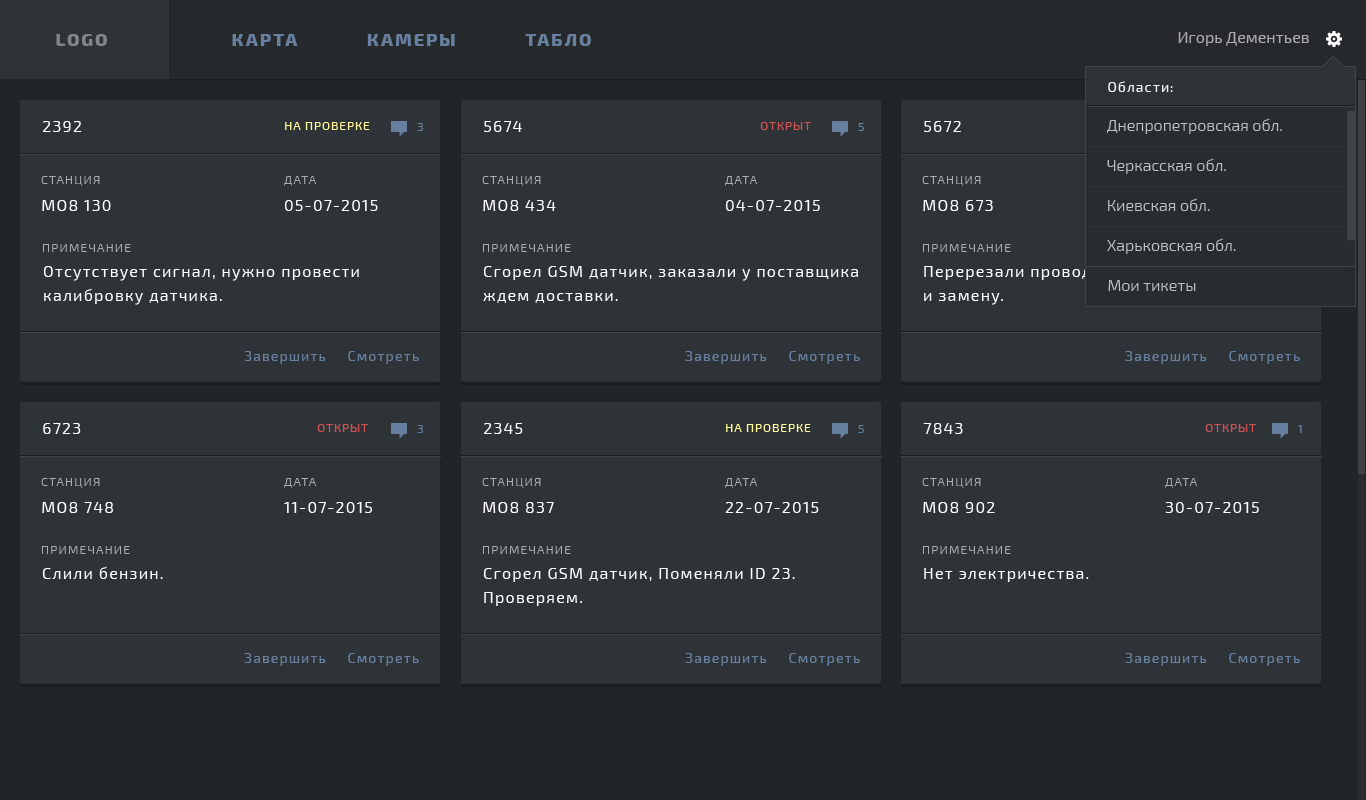 LOGO КАРТА КАМЕРЫ ТАБЛО Игорь Дементьев
Области:
Днепропетровская обл.
Черкасская обл.
Киевская обл.
Харьковская обл.
Мои тикеты
2392 НА ПРОВЕРКЕ 3
СТАНЦИЯ ДАТА
МО8 130 05-07-2015
ПРИМЕЧАНИЕ
Отсутствует сигнал, нужно провести
калибровку датчика.
Завершить Смотреть
5674 ОТКРЫТ 5
СТАНЦИЯ ДАТА
МО8 434 04-07-2015
ПРИМЕЧАНИЕ
Сгорел GSM датчик, заказали у поставщика
ждем доставки.
Завершить Смотреть
5672
СТАНЦИЯ
МО8 673
ПРИМЕЧАНИЕ
Перерезали
и замену.
Завершить Смотреть
6723 ОТКРЫТ 3
СТАНЦИЯ ДАТА
МО8 748 11-07-2015
ПРИМЕЧАНИЕ
Слили бензин.
Завершить Смотреть
2345 НА ПРОВЕРКЕ 5
СТАНЦИЯ ДАТА
МО8 837 22-07-2015
ПРИМЕЧАНИЕ
Сгорел GSM датчик, Поменяли ID 23.
Проверяем.
Завершить Смотреть
7843 ОТКРЫТ 1
СТАНЦИЯ ДАТА
МО8 902 30-07-2015
ПРИМЕЧАНИЕ
Нет электричества.
Завершить Смотреть